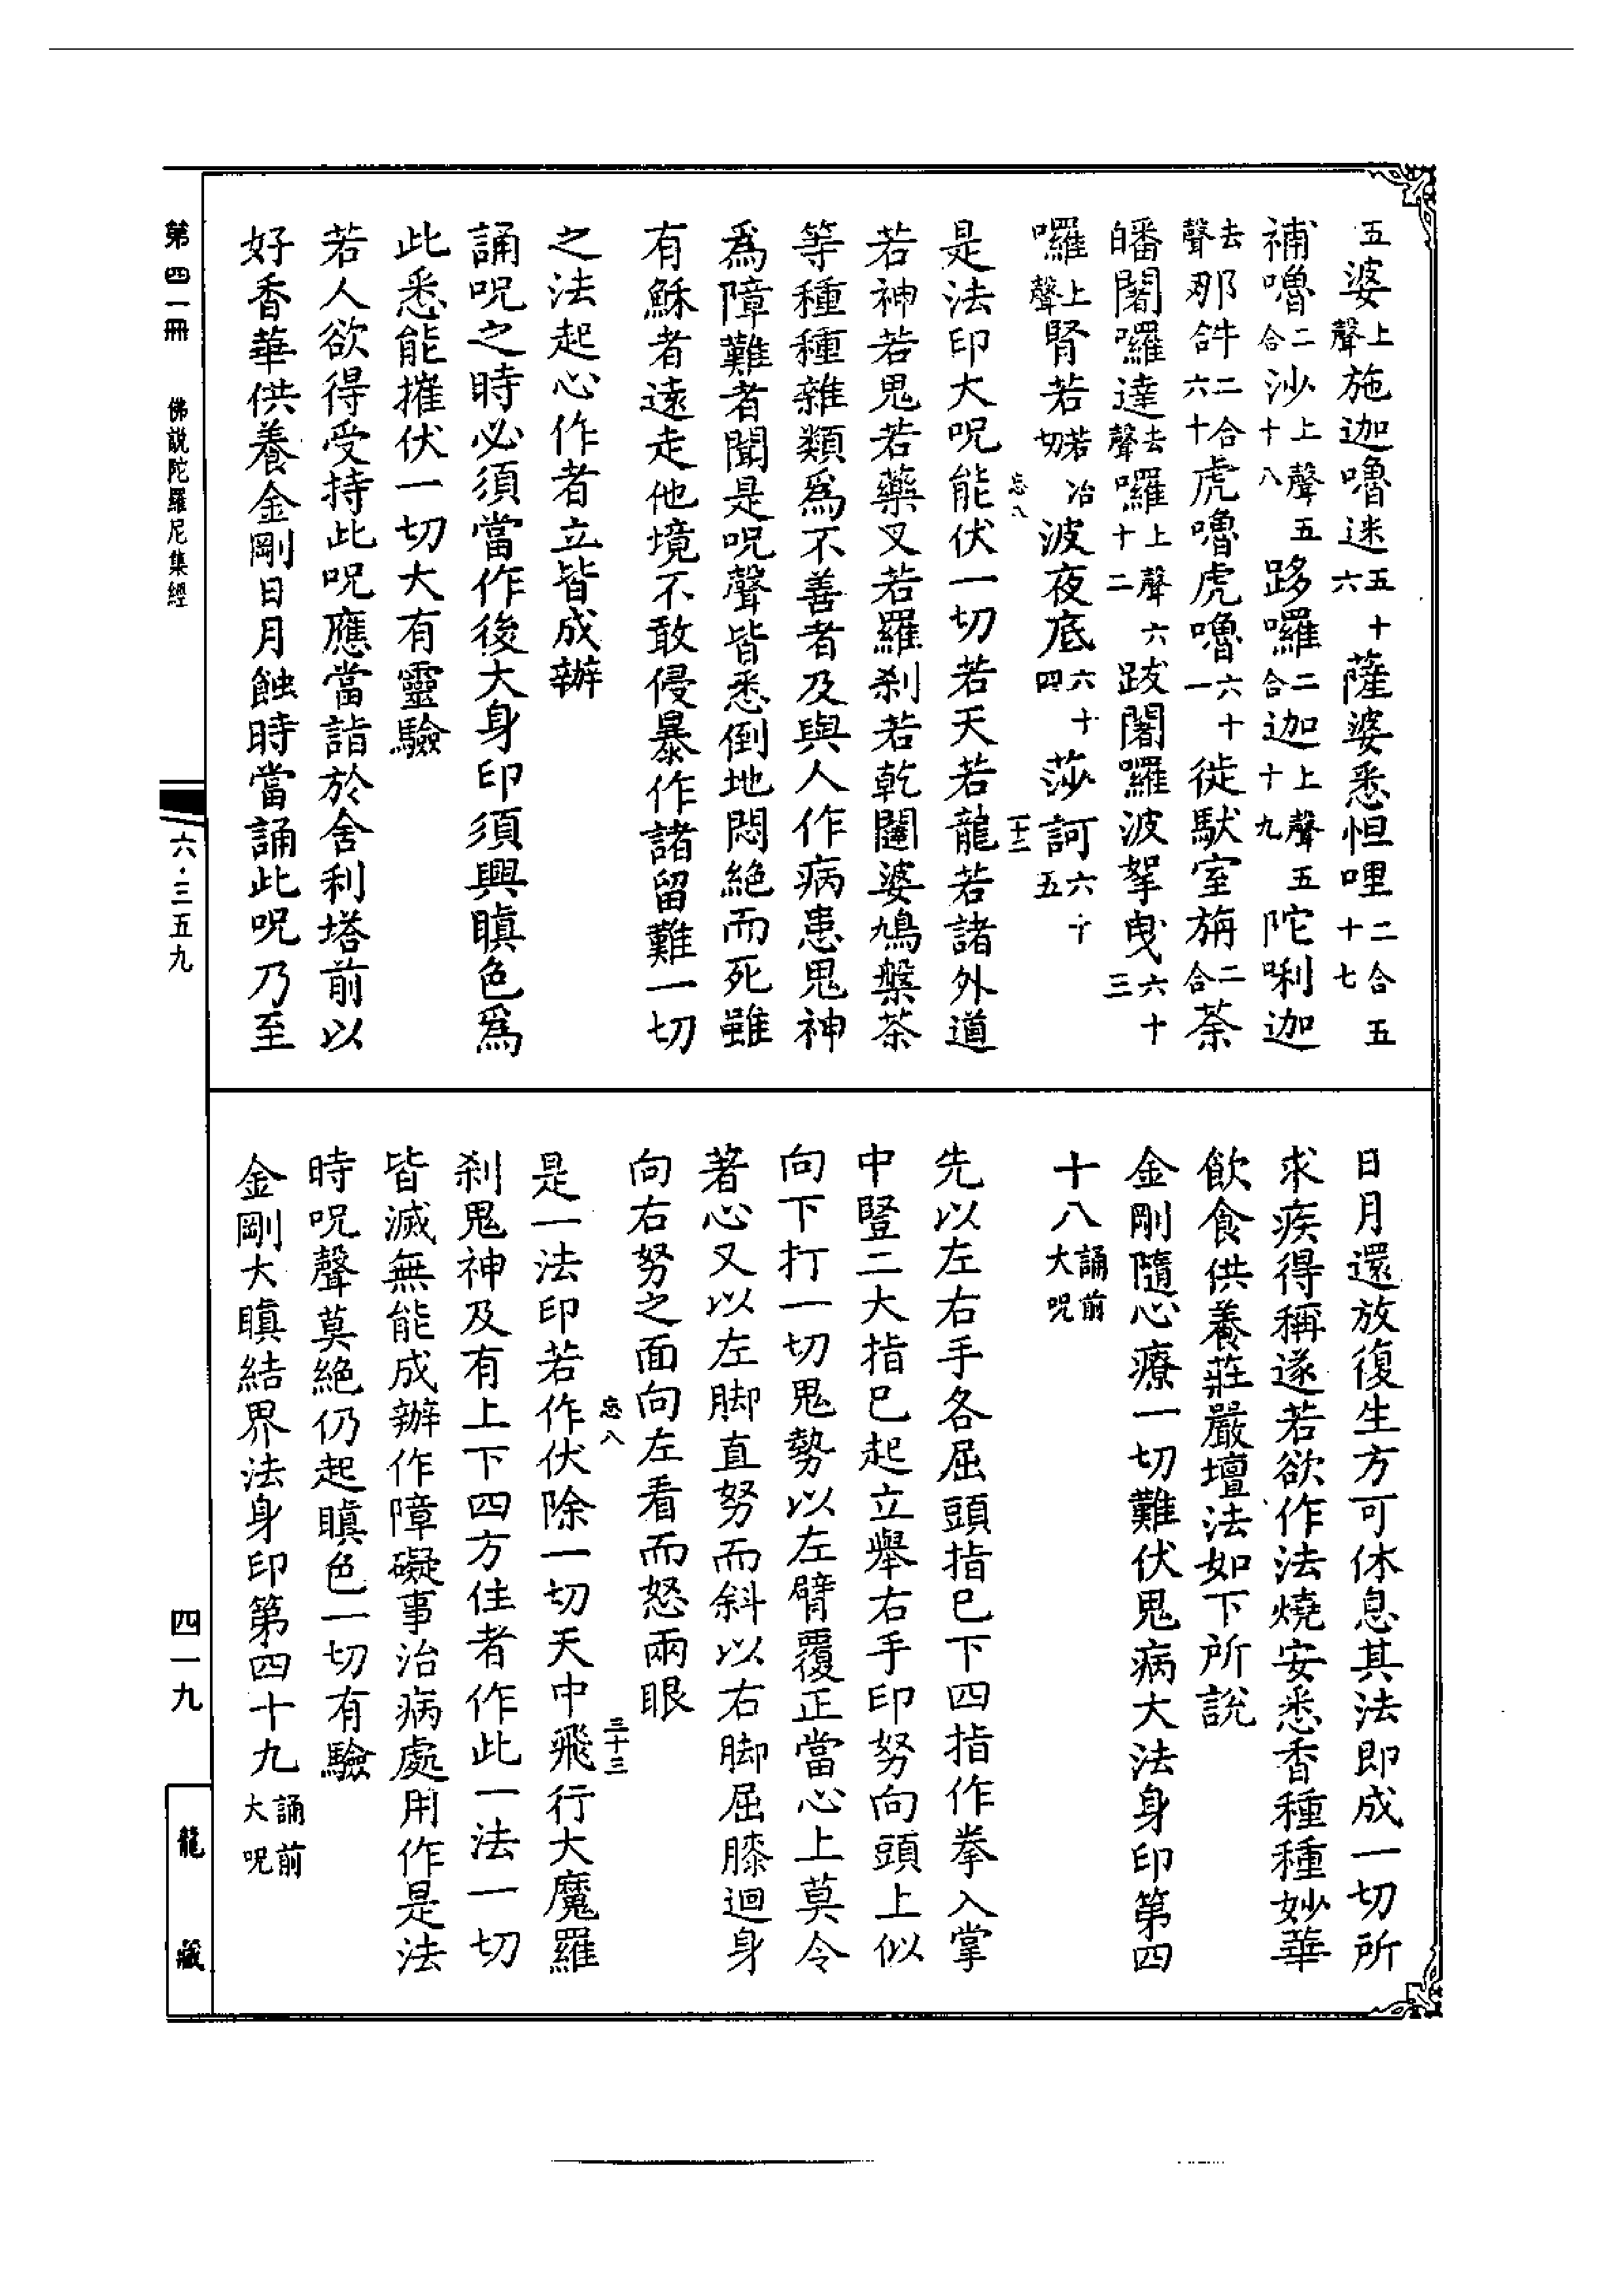 五婆上聲施迦嚕迷五十六薩婆悉怛哩二合五十七
補嚕二合沙上聲五十八跢囉二合迦上聲五十九陀唎迦
去聲那𤙖二合六十虎嚕虎嚕六十一徙馱室旃二合荼
皤闍囉達去聲囉上聲六十二跋闍囉波拏曳六十三
囉上聲腎若若冶切波夜底六十四莎訶六十五
忘八
二十三
是法印大呪能伏一切若天若龍若諸外道
若神若鬼若藥叉若羅刹若乾闥婆鳩槃茶
等種種雜類爲不善者及與人作病患鬼神
爲障難者聞是呪聲皆悉倒地悶絶而死雖
有穌者遠走他境不敢侵暴作諸留難一切
之法起心作者立皆成辦
誦呪之時必須當作後大身印須興瞋色爲
此悉能摧伏一切大有靈驗
若人欲得受持此呪應當詣於舍利塔前以
好香華供養金剛日月蝕時當誦此呪乃至
日月還放復生方可休息其法即成一切所
求疾得稱遂若欲作法燒安悉香種種妙華
飲食供養莊嚴壇法如下所說
金剛隨心療一切難伏鬼病大法身印第四
十八誦前大呪
先以左右手各屈頭指已下四指作拳入掌
中豎二大指已起立舉右手印努向頭上似
向下打一切鬼勢以左臂覆正當心上莫令
著心又以左脚直努而斜以右脚屈膝迴身
向右努之面向左看而怒兩眼
忘八
三十三
是一法印若作伏除一切天中飛行大魔羅
刹鬼神及有上下四方住者作此一法一切
皆滅無能成辦作障礙事治病處用作是法
時呪聲莫絶仍起瞋色一切有驗
金剛大瞋結界法身印第四十九誦前大呪
第四一冊
佛説陀羅尼集經
六·三五九
四一九
龍藏